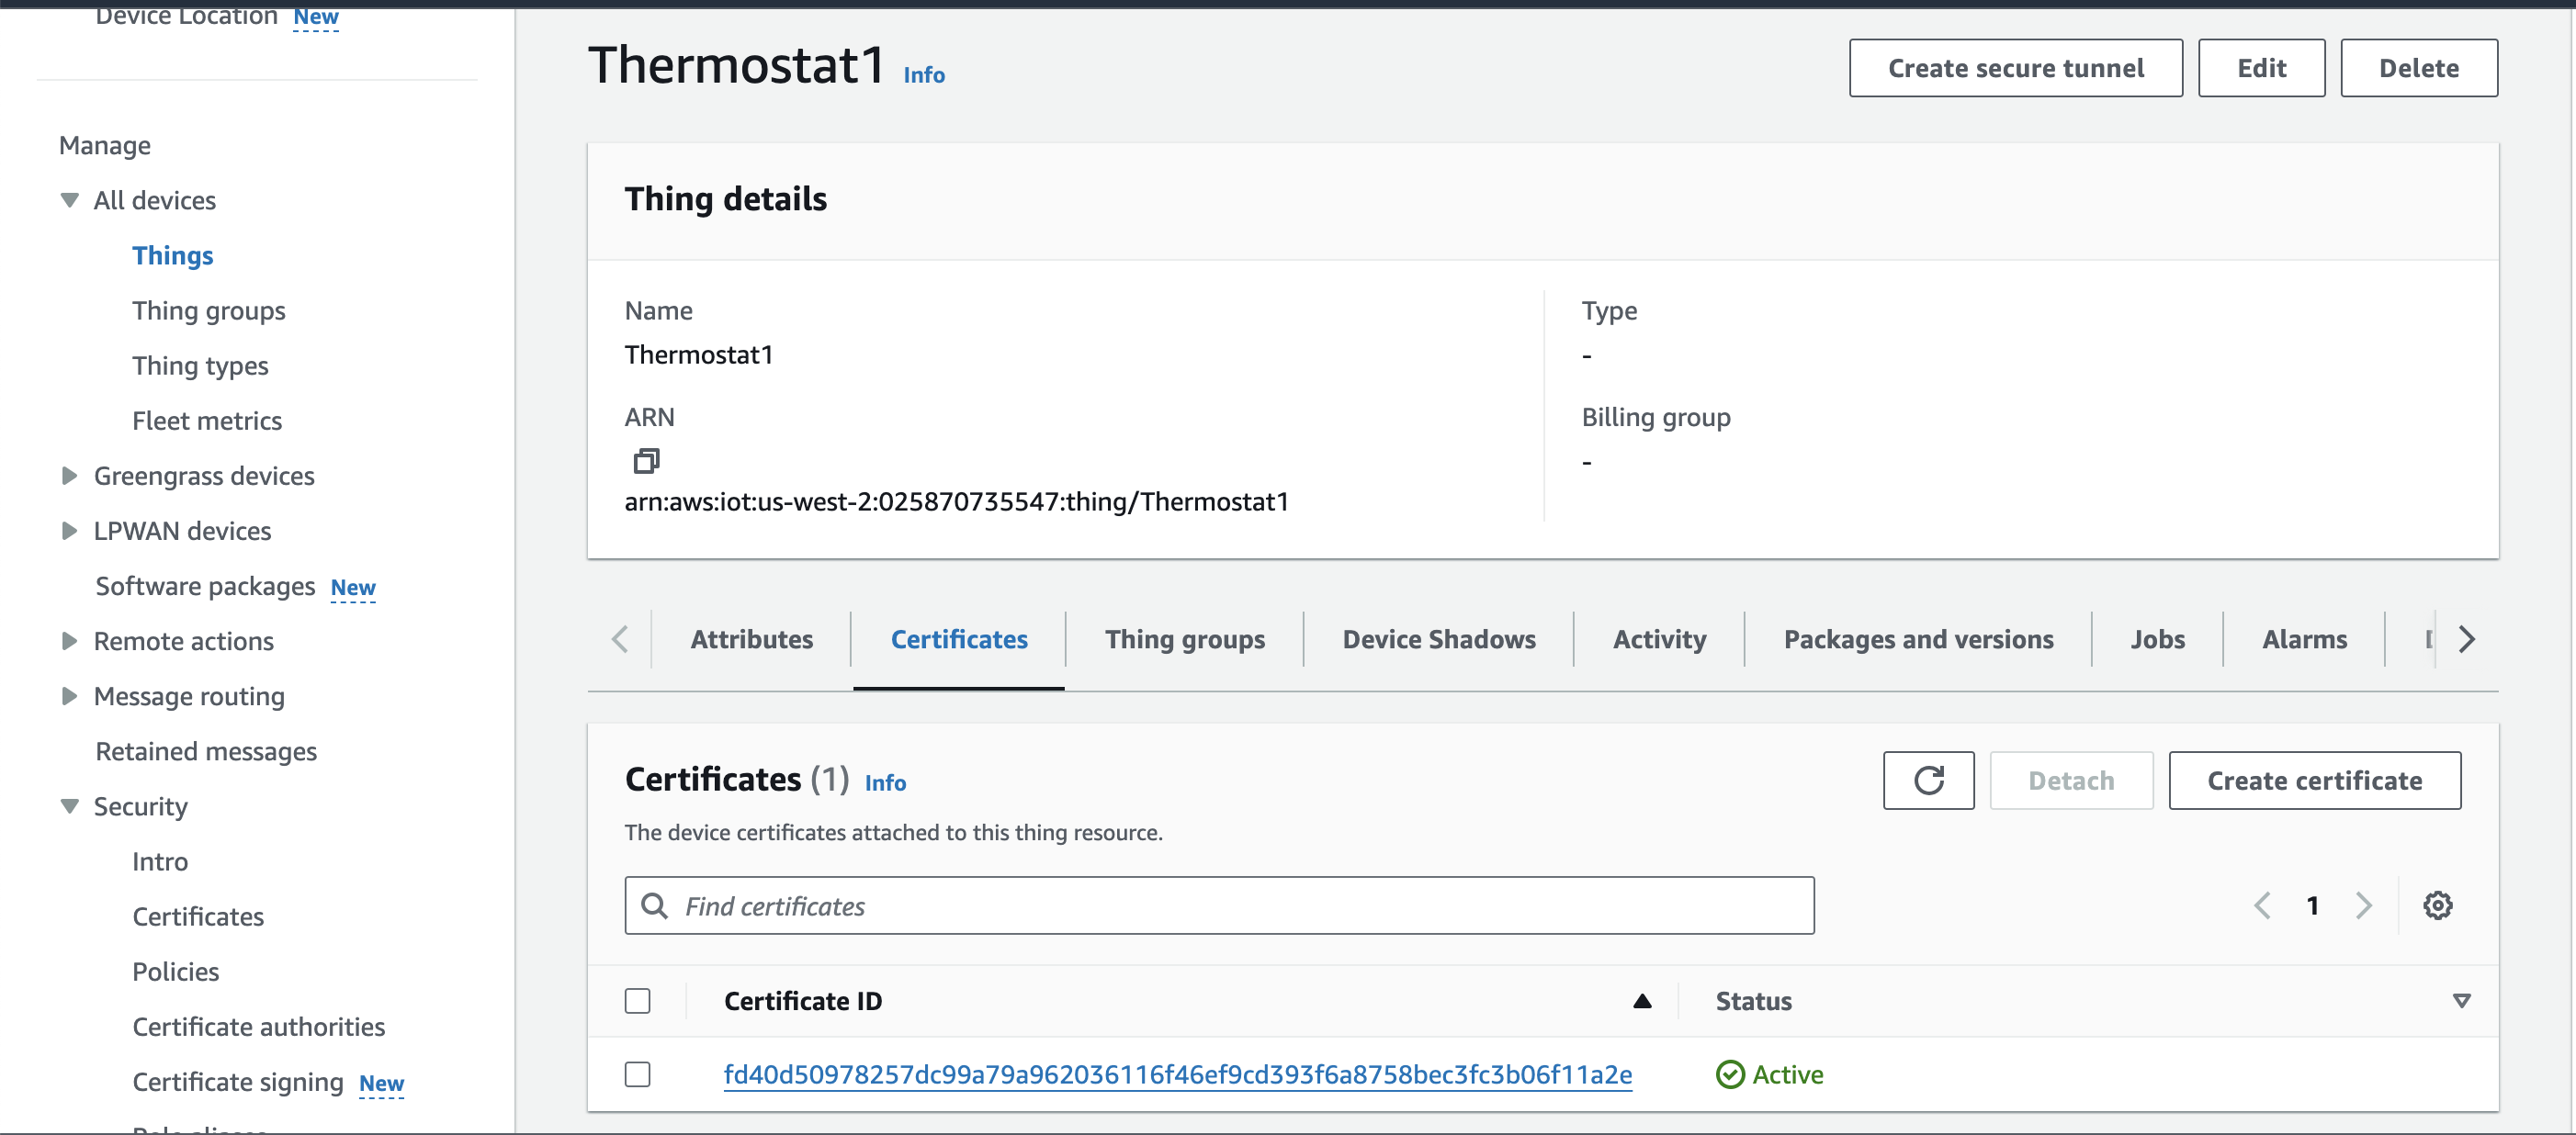 Device Location New
Manage
All devices
Things
Thing groups
Thing types
Fleet metrics
Greengrass devices
LPWAN devices
Software packages New
Remote actions
Message routing
Retained messages
Security
Intro
Certificates
Policies
Certificate authorities
Certificate signing New
Thermostat1 Info
Create secure tunnel Edit Delete
Thing details
Name
Thermostat1
ARN
arn:aws:iot:us-west-2:025870735547:thing/Thermostat1
Type
-
Billing group
-
Attributes Certificates Thing groups Device Shadows Activity Packages and versions Jobs Alarms
Certificates (1) Info
Detach Create certificate
The device certificates attached to this thing resource.
Find certificates
1
Certificate ID Status
fd40d50978257dc99a79a962036116f46ef9cd393f6a8758bec3fc3b06f11a2e Active